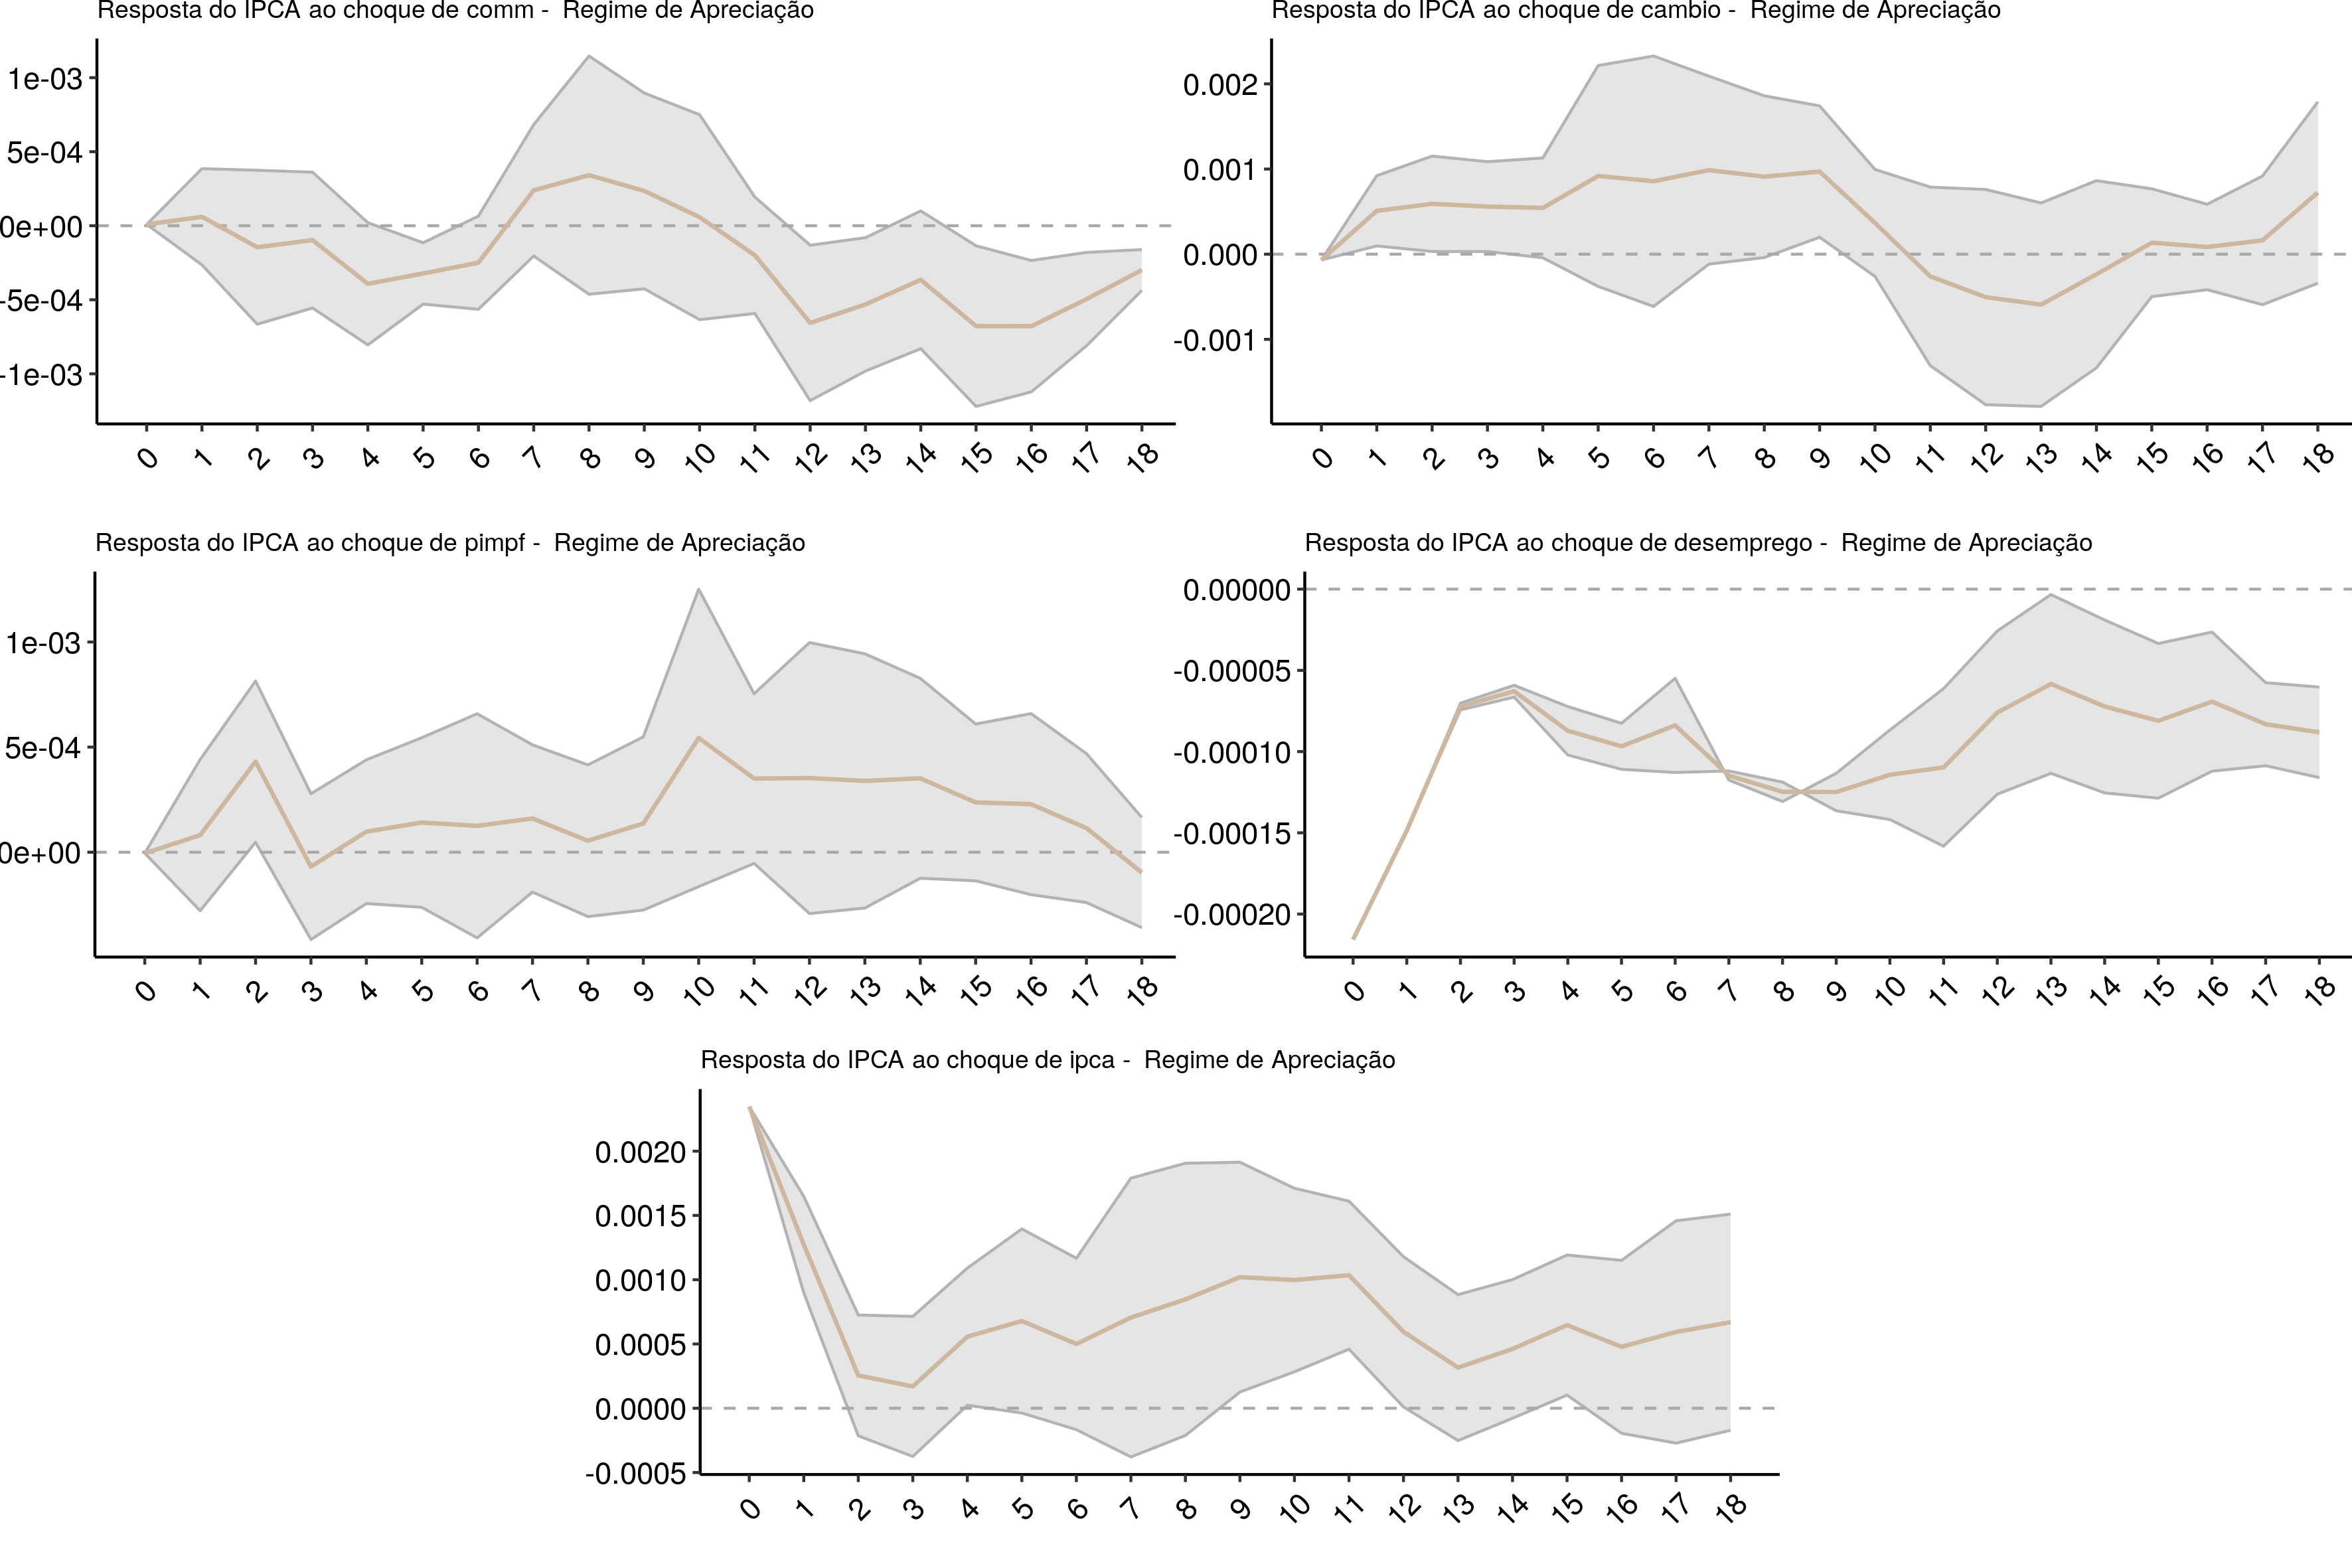 Resposta do IPCA ao choque de comm -  Regime de Apreciação
1e-03
5e-04
0e+00
-5e-04
-1e-03
0 1 2 3 4 5 6 7 8 9 10 11 12 13 14 15 16 17 18
Resposta do IPCA ao choque de cambio -  Regime de Apreciação
0.002
0.001
0.000
-0.001
0 1 2 3 4 5 6 7 8 9 10 11 12 13 14 15 16 17 18
Resposta do IPCA ao choque de pimpf -  Regime de Apreciação
1e-03
5e-04
0e+00
0 1 2 3 4 5 6 7 8 9 10 11 12 13 14 15 16 17 18
Resposta do IPCA ao choque de desemprego -  Regime de Apreciação
0.00000
-0.00005
-0.00010
-0.00015
-0.00020
0 1 2 3 4 5 6 7 8 9 10 11 12 13 14 15 16 17 18
Resposta do IPCA ao choque de ipca -  Regime de Apreciação
0.0020
0.0015
0.0010
0.0005
0.0000
-0.0005
0 1 2 3 4 5 6 7 8 9 10 11 12 13 14 15 16 17 18